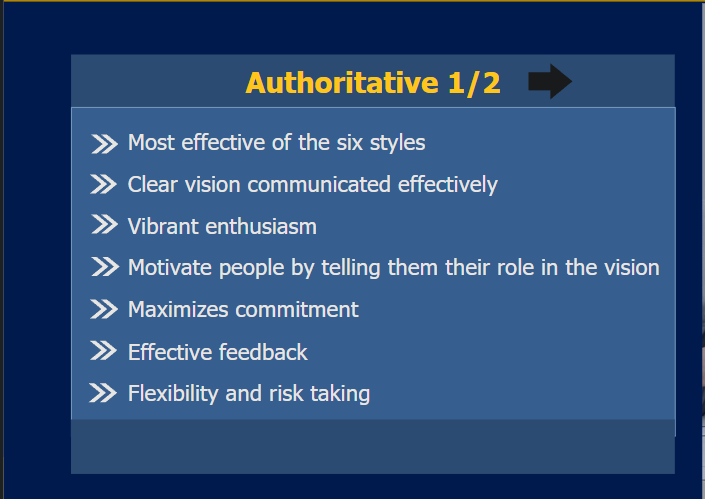 Authoritative 1/2
Most effective of the six styles
Clear vision communicated effectively
Vibrant enthusiasm
Motivate people by telling them their role in the vision
Maximizes commitment
Effective feedback
Flexibility and risk taking